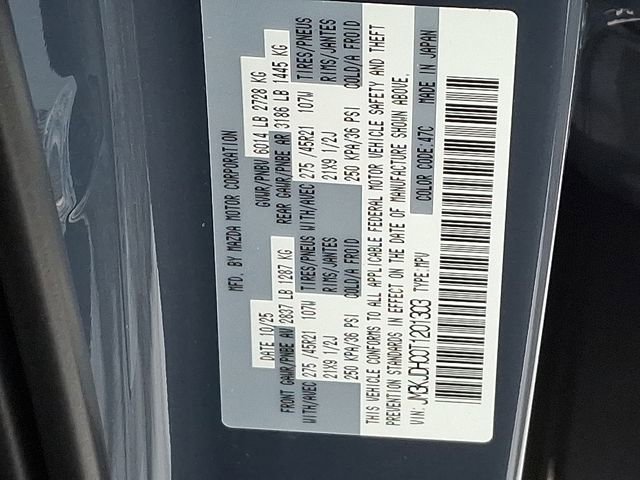 MFD. BY MAZDA MOTOR CORPORATION
DATE 10/25 GVWR/PNBV 6014 LB 2728 KG
FRONT GAWR/PNBE AV 2837 LB 1287 KG REAR GAWR/PNBE AR 3186 LB 1445 KG
WITH/AVEC 275 /45R21 107W TIRES/PNEUS WITH/AVEC 275 /45R21 107W TIRES/PNEUS
21X9 1/2J RIMS/JANTES 21X9 1/2J RIMS/JANTES
250 KPA/36 PSI COLD/A FROID 250 KPA/36 PSI COLD/A FROID
THIS VEHICLE CONFORMS TO ALL APPLICABLE FEDERAL MOTOR VEHICLE SAFETY AND THEFT
PREVENTION STANDARDS IN EFFECT ON THE DATE OF MANUFACTURE SHOWN ABOVE.
VIN: JM3KJDHC0T1201303 TYPE:MPV COLOR CODE:47C MADE IN JAPAN